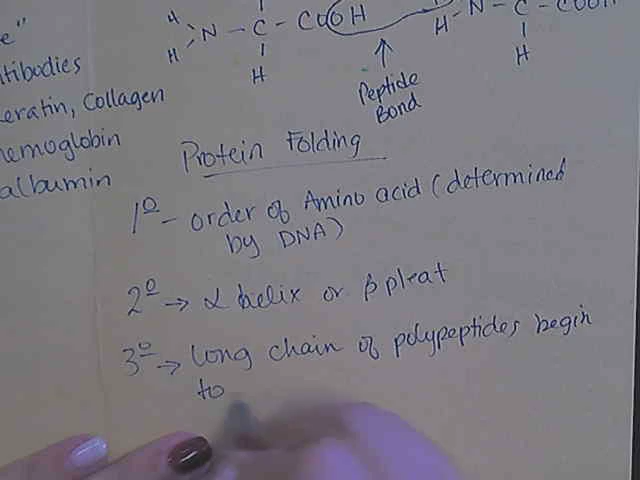 e"
tibodies
eratin, Collagen
emoglobin
albumin
H
H
N - C - COOH
H
H - N - C - COOH
H
Peptide
Bond
Protein Folding
1º - order of Amino acid (determined
by DNA)
2º → α helix or β pleat
3º → long chain of polypeptides begin
to